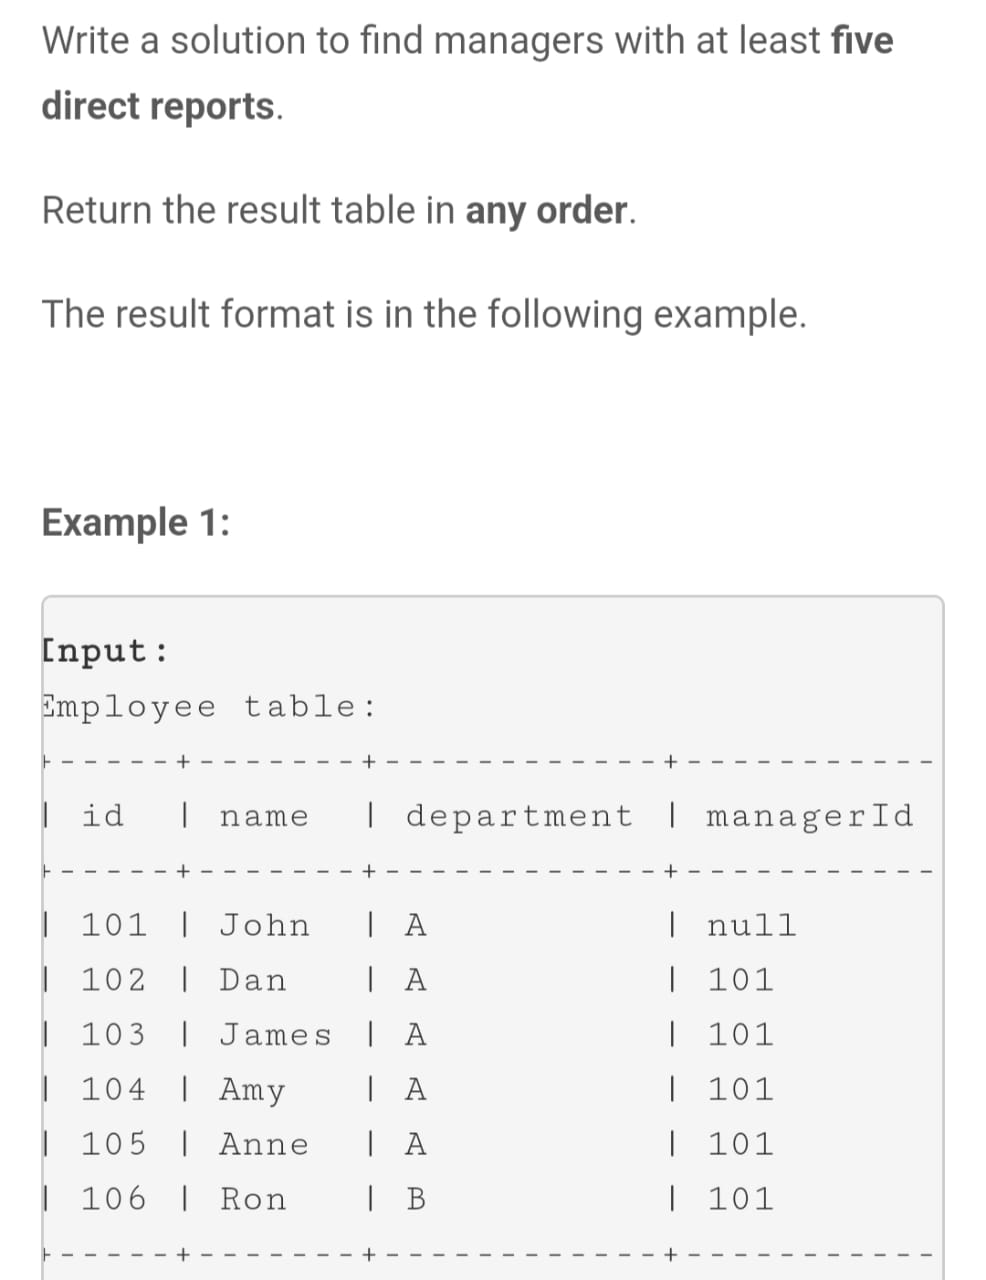 Write a solution to find managers with at least five
direct reports.
Return the result table in any order.
The result format is in the following example.
Example 1:
Input:
Employee table:
+------+--------+------------+-----------
| id   | name   | department | managerId
+------+--------+------------+-----------
| 101 | John   | A          | null
| 102 | Dan    | A          | 101
| 103 | James  | A          | 101
| 104 | Amy    | A          | 101
| 105 | Anne   | A          | 101
| 106 | Ron    | B          | 101
+------+--------+------------+-----------